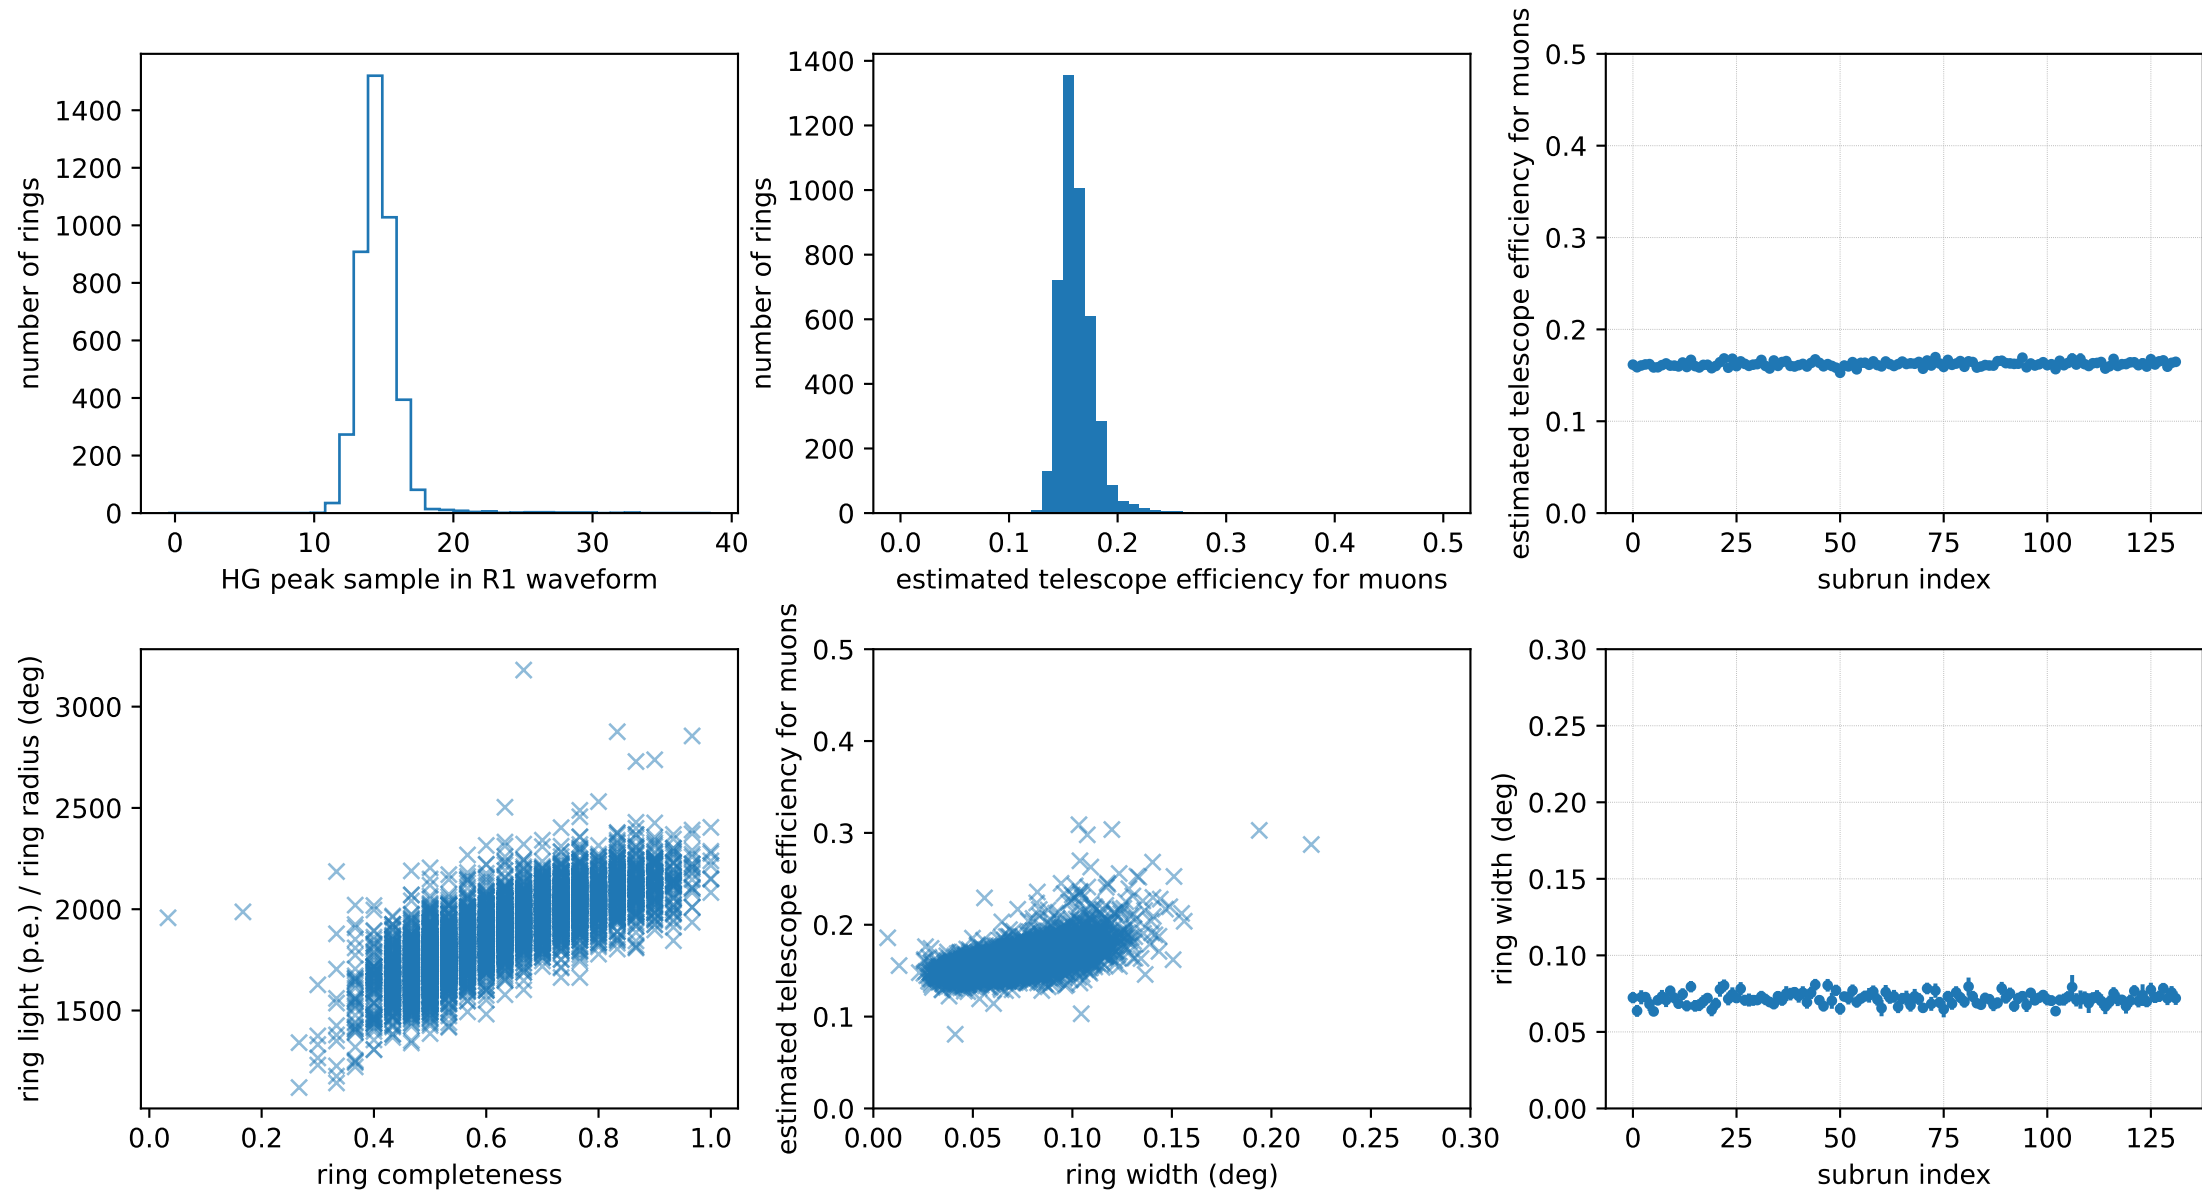 number of rings
1400
1200
1000
800
600
400
200
0
0 10 20 30 40
HG peak sample in R1 waveform
number of rings
1400
1200
1000
800
600
400
200
0
0.0 0.1 0.2 0.3 0.4 0.5
estimated telescope efficiency for muons
estimated telescope efficiency for muons
0.5
0.4
0.3
0.2
0.1
0.0
0 25 50 75 100 125
subrun index
ring light (p.e.) / ring radius (deg)
3000
2500
2000
1500
0.0 0.2 0.4 0.6 0.8 1.0
ring completeness
estimated telescope efficiency for muons
0.5
0.4
0.3
0.2
0.1
0.0
0.00 0.05 0.10 0.15 0.20 0.25 0.30
ring width (deg)
ring width (deg)
0.30
0.25
0.20
0.15
0.10
0.05
0.00
0 25 50 75 100 125
subrun index